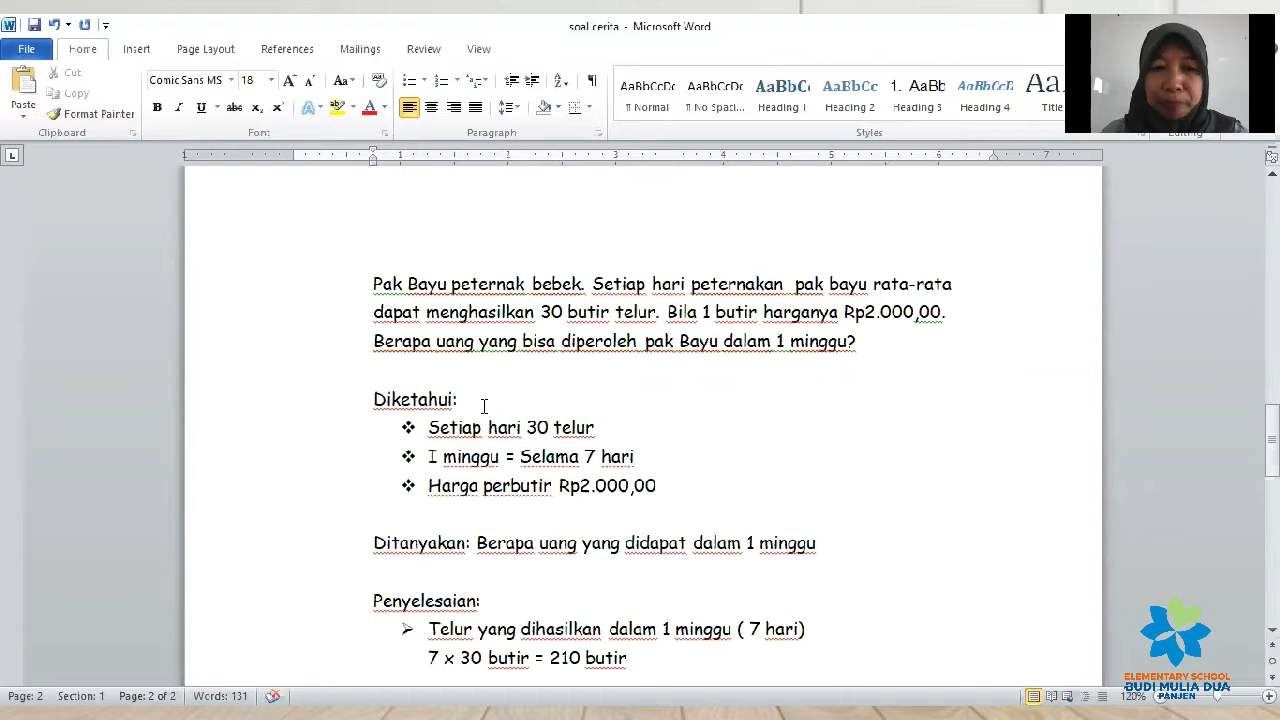 soal cerita - Microsoft Word
File Home Insert Page Layout References Mailings Review View
Cut
Copy
Format Painter
Paste
Clipboard
Comic Sans MS 18
Font
Paragraph
AaBbCcDc AaBbCcDc AaBbC AaBbCc 1. AaBb AaBbCcD Aa
¶ Normal ¶ No Spaci... Heading 1 Heading 2 Heading 3 Heading 4 Title
Styles
Editing
1 1 2 3 4 5 6 7
Pak Bayu peternak bebek. Setiap hari peternakan pak bayu rata-rata
dapat menghasilkan 30 butir telur. Bila 1 butir harganya Rp2.000,00.
Berapa uang yang bisa diperoleh pak Bayu dalam 1 minggu?
Diketahui:
❖ Setiap hari 30 telur
❖ I minggu = Selama 7 hari
❖ Harga perbutir Rp2.000,00
Ditanyakan: Berapa uang yang didapat dalam 1 minggu
Penyelesaian:
➢ Telur yang dihasilkan dalam 1 minggu ( 7 hari)
7 x 30 butir = 210 butir
ELEMENTARY SCHOOL
BUDI MULIA DUA
PANJEN
Page: 2 Section: 1 Page: 2 of 2 Words: 131 120%